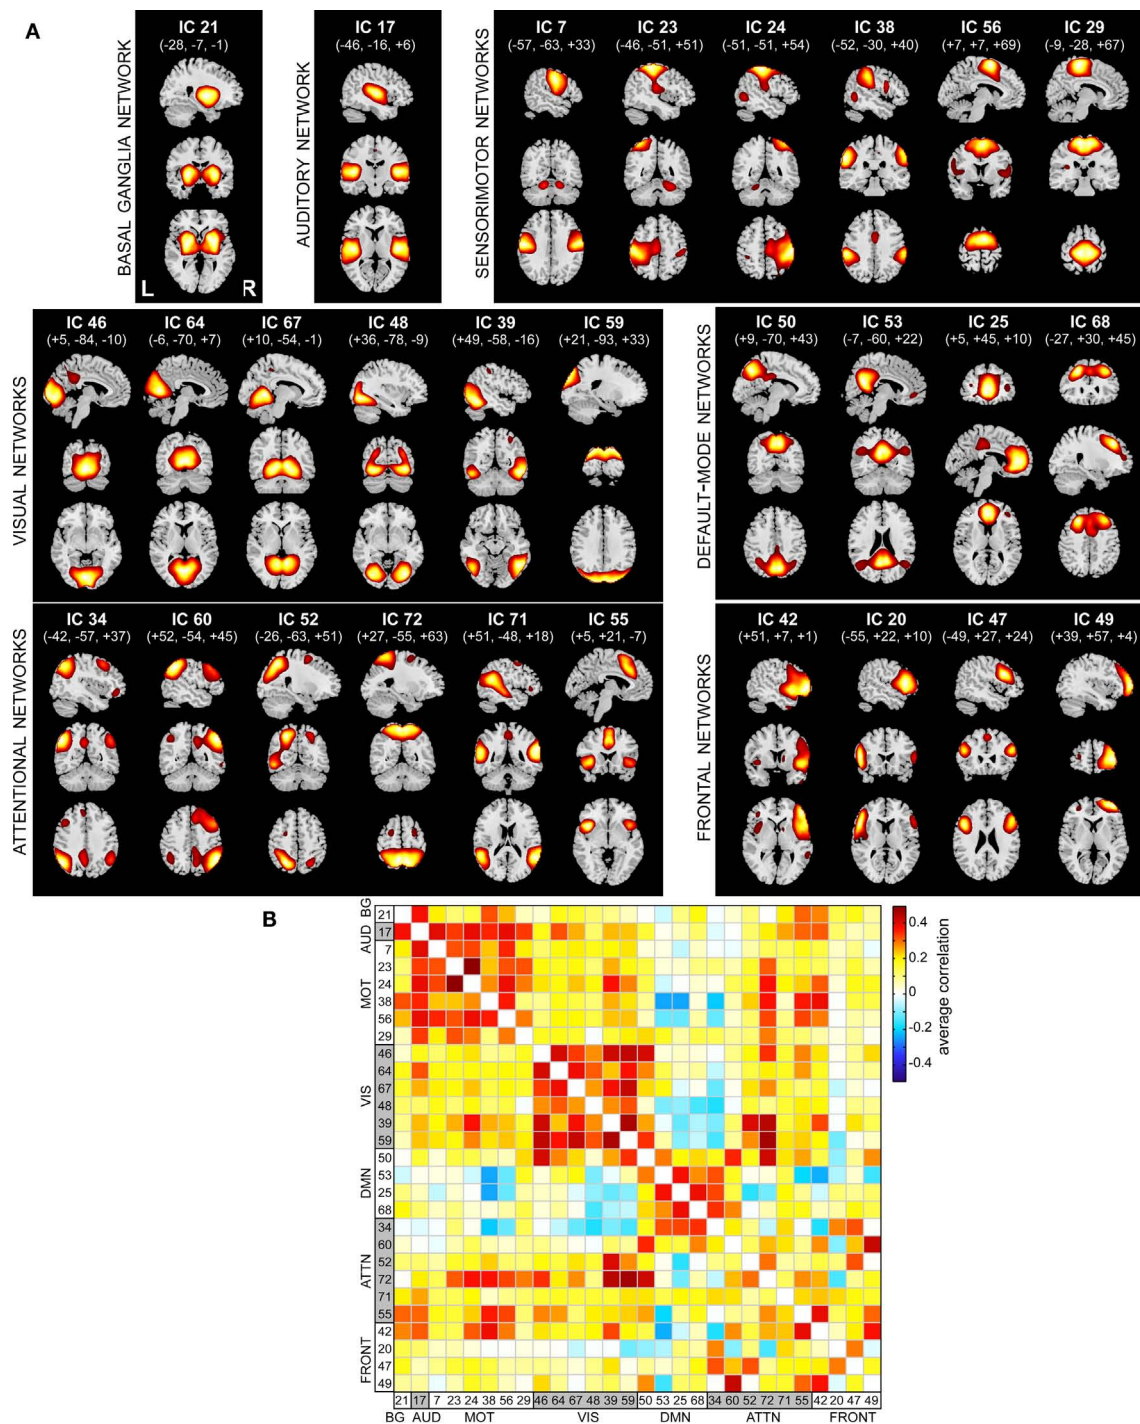 A
BASAL GANGLIA NETWORK
IC 21
(-28, -7, -1)
L R
AUDITORY NETWORK
IC 17
(-46, -16, +6)
SENSORIMOTOR NETWORKS
IC 7 IC 23 IC 24 IC 38 IC 56 IC 29
(-57, -63, +33) (-46, -51, +51) (-51, -51, +54) (-52, -30, +40) (+7, +7, +69) (-9, -28, +67)
VISUAL NETWORKS
IC 46 IC 64 IC 67 IC 48 IC 39 IC 59
(+5, -84, -10) (-6, -70, +7) (+10, -54, -1) (+36, -78, -9) (+49, -58, -16) (+21, -93, +33)
DEFAULT-MODE NETWORKS
IC 50 IC 53 IC 25 IC 68
(+9, -70, +43) (-7, -60, +22) (+5, +45, +10) (-27, +30, +45)
ATTENTIONAL NETWORKS
IC 34 IC 60 IC 52 IC 72 IC 71 IC 55
(-42, -57, +37) (+52, -54, +45) (-26, -63, +51) (+27, -55, +63) (+51, -48, +18) (+5, +21, -7)
FRONTAL NETWORKS
IC 42 IC 20 IC 47 IC 49
(+51, +7, +1) (-55, +22, +10) (-49, +27, +24) (+39, +57, +4)
B
BG
21
AUD
17
MOT
7
23
24
38
56
29
VIS
46
64
67
48
39
59
DMN
50
53
25
68
ATTN
34
60
52
72
71
55
FRONT
42
20
47
49
21 17 7 23 24 38 56 29 46 64 67 48 39 59 50 53 25 68 34 60 52 72 71 55 42 20 47 49
BG AUD MOT VIS DMN ATTN FRONT
0.4
0.2
0
-0.2
-0.4
average correlation